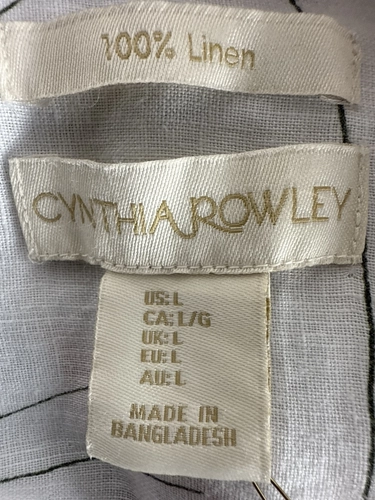 100% Linen
CYNTHIA ROWLEY
US: L
CA: L/G
UK: L
EU: L
AU: L
MADE IN
BANGLADESH